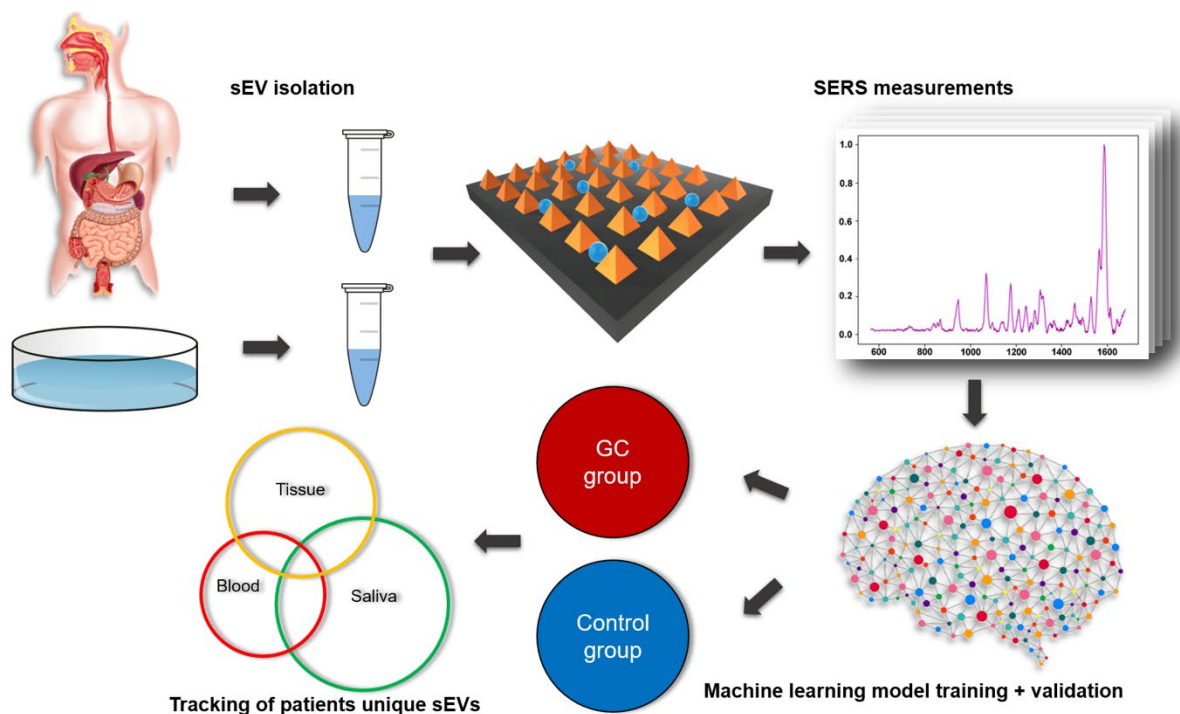 sEV isolation
SERS measurements
1.0
0.8
0.6
0.4
0.2
0.0
600 800 1000 1200 1400 1600
GC
group
Tissue
Blood
Saliva
Control
group
Tracking of patients unique sEVs
Machine learning model training + validation